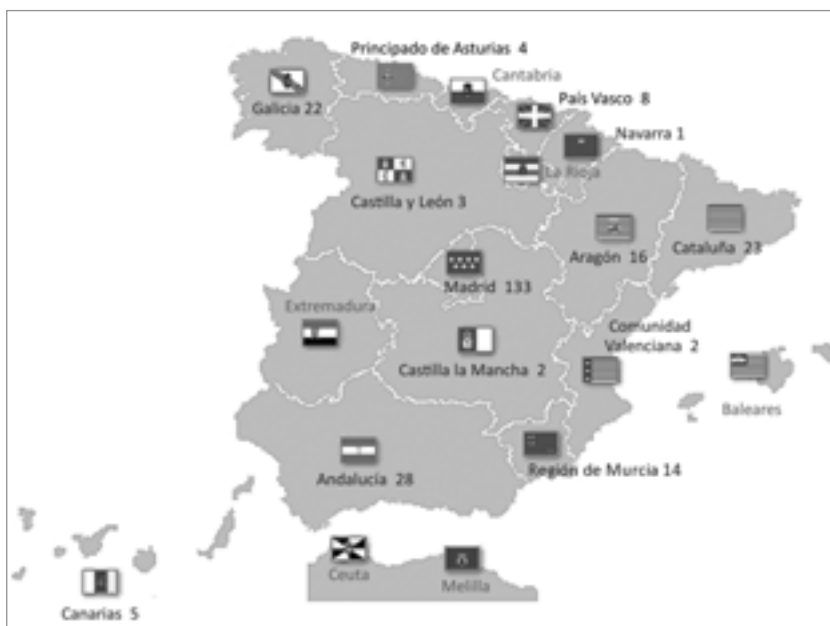 Principado de Asturias 4
Cantabria
Galicia 22
País Vasco 8
Navarra 1
La Rioja
Castilla y León 3
Aragón 16
Cataluña 23
Madrid 133
Extremadura
Comunidad
Valenciana 2
Castilla la Mancha 2
Baleares
Andalucía 28
Región de Murcia 14
Ceuta
Melilla
Canarias 5